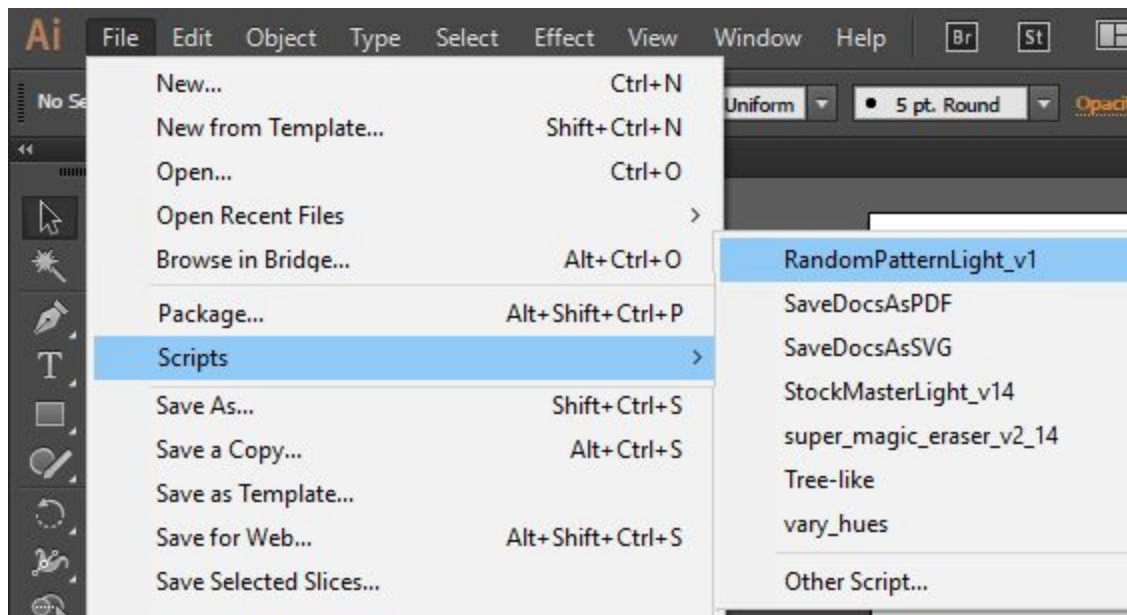 Ai File Edit Object Type Select Effect View Window Help Br St
No Se Uniform 5 pt. Round Opaci
New... Ctrl+N
New from Template... Shift+Ctrl+N
Open... Ctrl+O
Open Recent Files
Browse in Bridge... Alt+Ctrl+O
Package... Alt+Shift+Ctrl+P
Scripts
Save As... Shift+Ctrl+S
Save a Copy... Alt+Ctrl+S
Save as Template...
Save for Web... Alt+Shift+Ctrl+S
Save Selected Slices...
RandomPatternLight_v1
SaveDocsAsPDF
SaveDocsAsSVG
StockMasterLight_v14
super_magic_eraser_v2_14
Tree-like
vary_hues
Other Script...